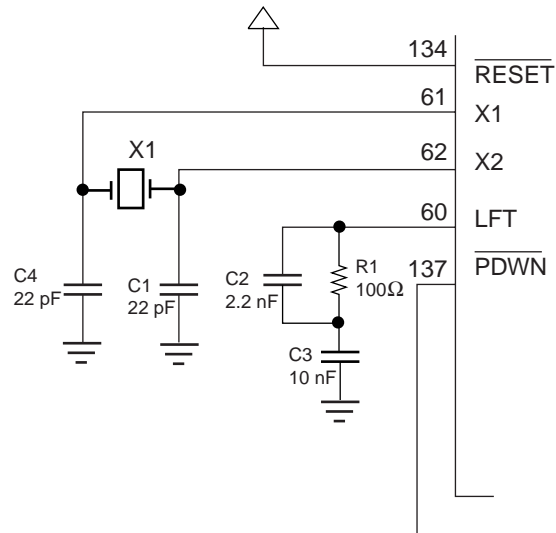 134
RESET
61
X1
X1
62
X2
60
LFT
C4
22 pF
C1
22 pF
C2
2.2 nF
R1
100Ω
137
PDWN
C3
10 nF